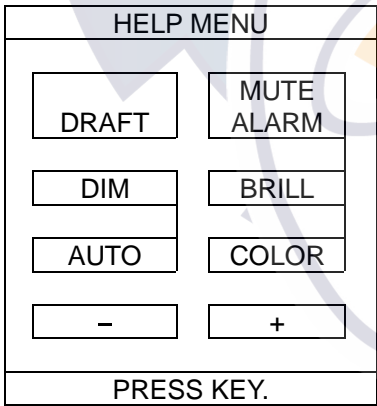 HELP MENU
MUTE
DRAFT ALARM
DIM BRILL
AUTO COLOR
– +
PRESS KEY.